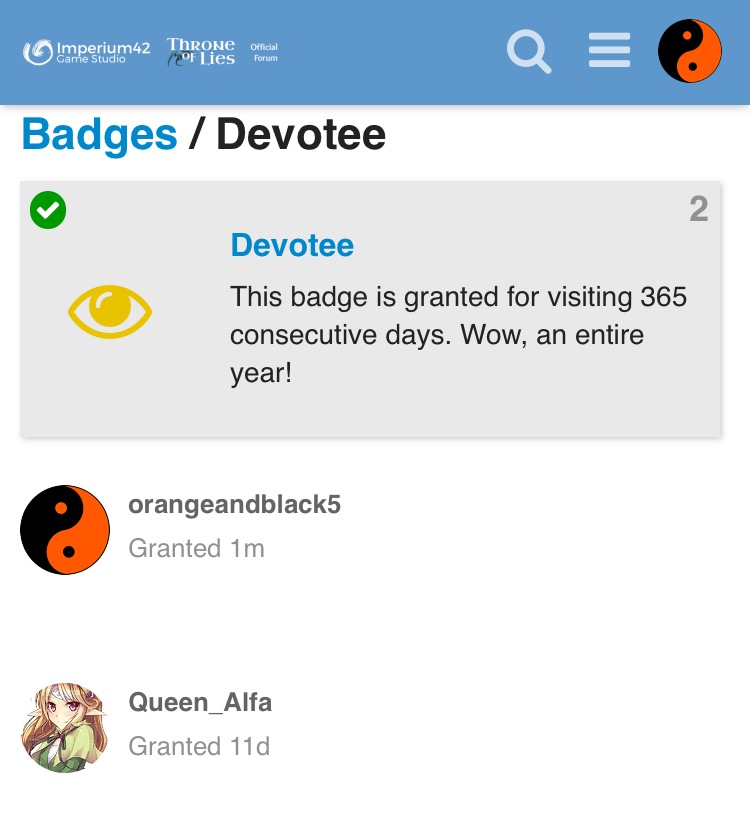 Imperium42
Game Studio
Throne
of Lies
Official
Forum
Badges / Devotee
2
Devotee
This badge is granted for visiting 365
consecutive days. Wow, an entire
year!
orangeandblack5
Granted 1m
Queen_Alfa
Granted 11d